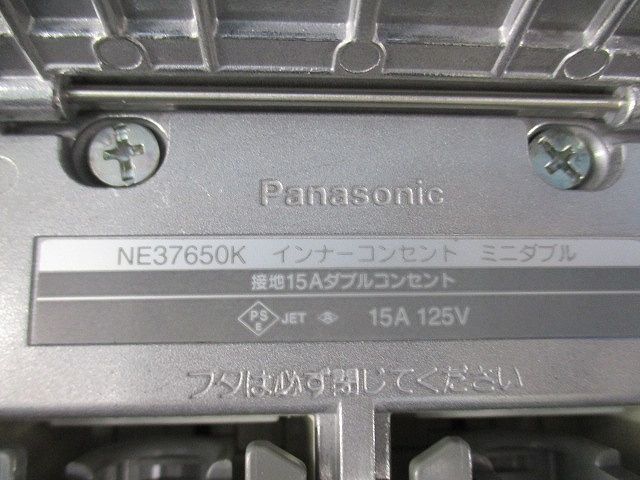 Panasonic
NE37650K インナーコンセント ミニダブル
接地15Aダブルコンセント
PS E JET S 15A 125V
フタは必ず閉じてください